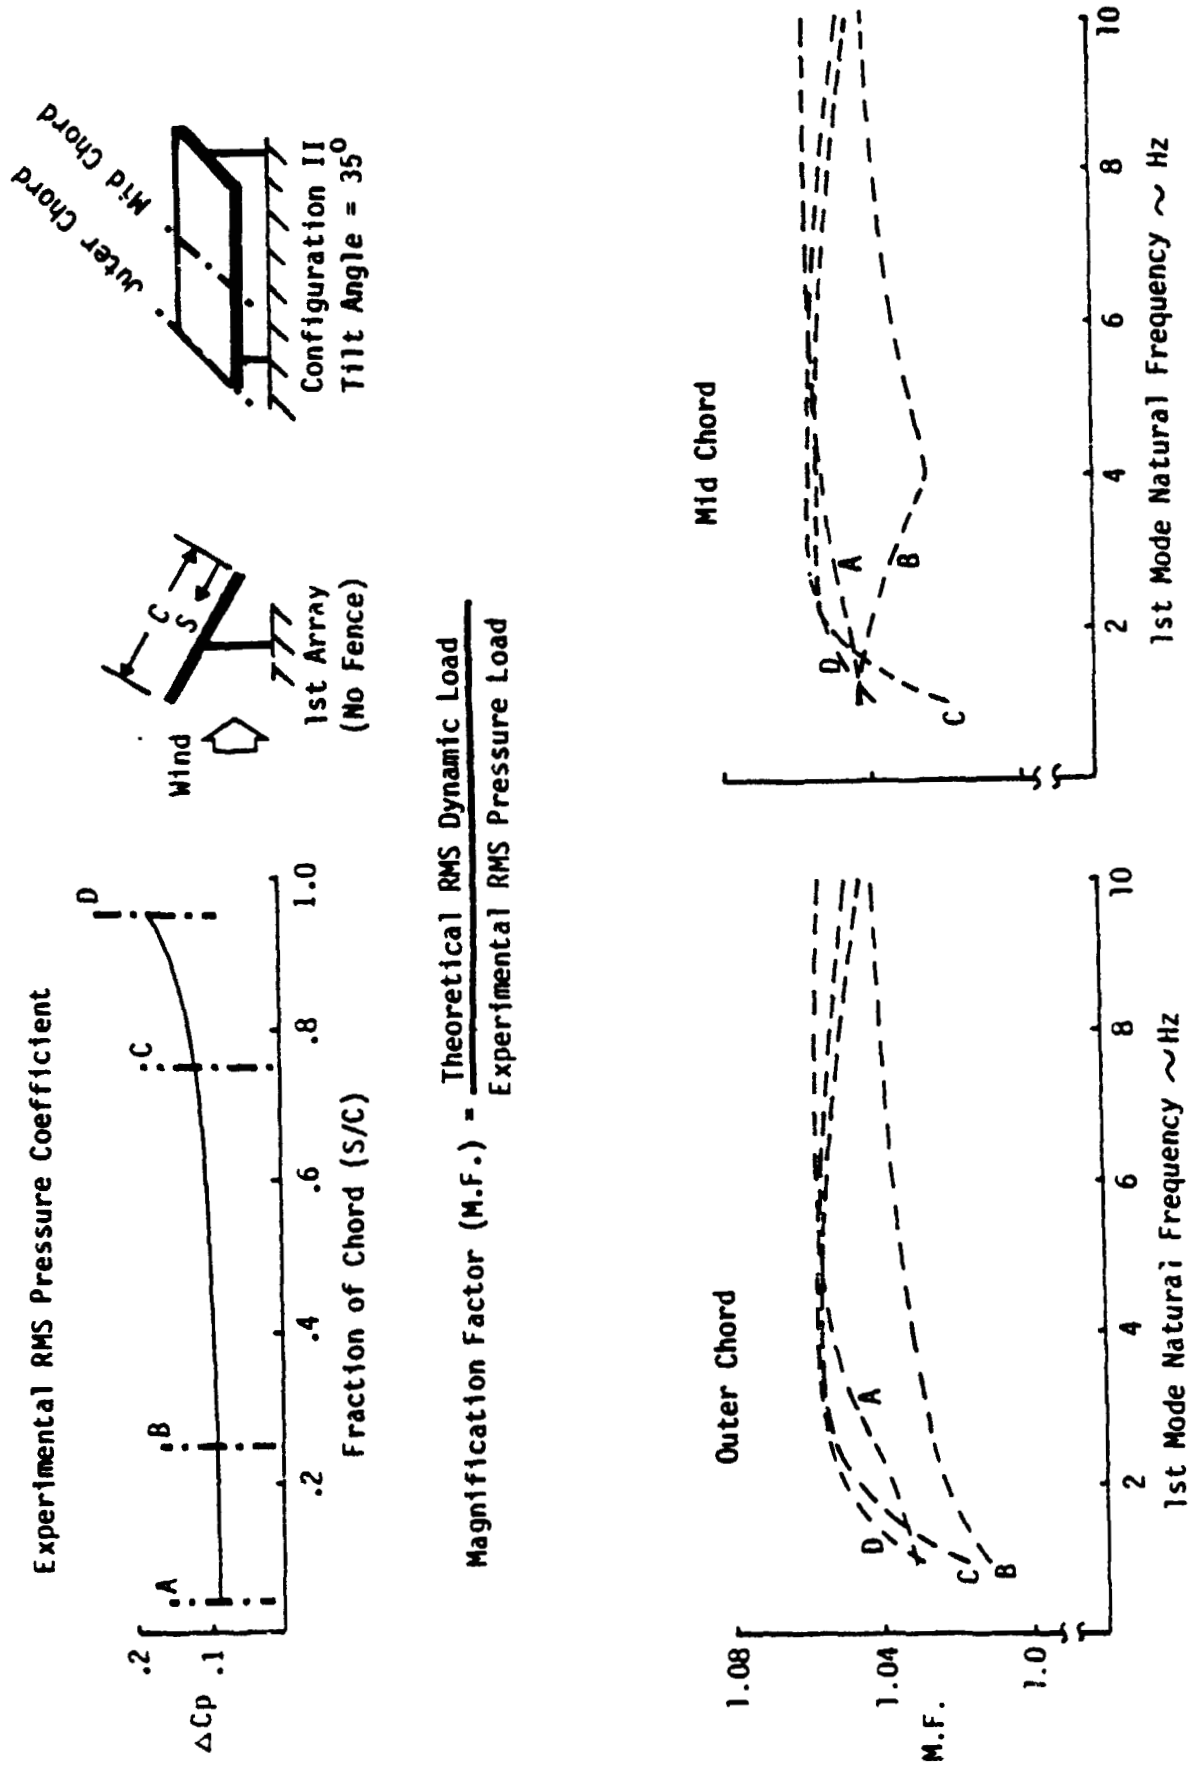 Experimental RMS Pressure Coefficient
.2
.1
ΔCp
A
B
C
D
.2
.4
.6
.8
1.0
Fraction of Chord (S/C)
Wind
C
S
1st Array
(No Fence)
Juter Chord
Mid Chord
Configuration II
Tilt Angle = 35°
Magnification Factor (M.F.) = Theoretical RMS Dynamic Load
Experimental RMS Pressure Load
Outer Chord
1.08
1.04
1.0
M.F.
D
A
C
B
2
4
6
8
10
1st Mode Natural Frequency ~ Hz
Mid Chord
D
A
B
C
2
4
6
8
10
1st Mode Natural Frequency ~ Hz